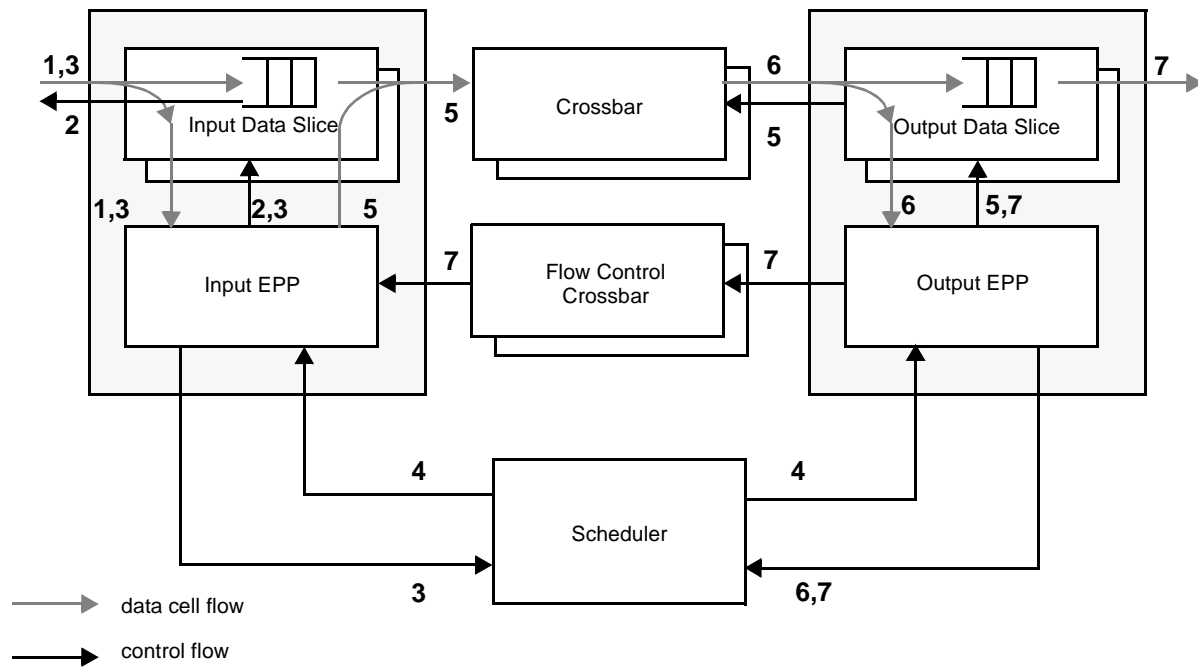 1,3
6
7
2
Input Data Slice
5
Crossbar
5
Output Data Slice
1,3
2,3
5
6
5,7
Input EPP
7
Flow Control
Crossbar
7
Output EPP
4
4
Scheduler
3
6,7
data cell flow
control flow